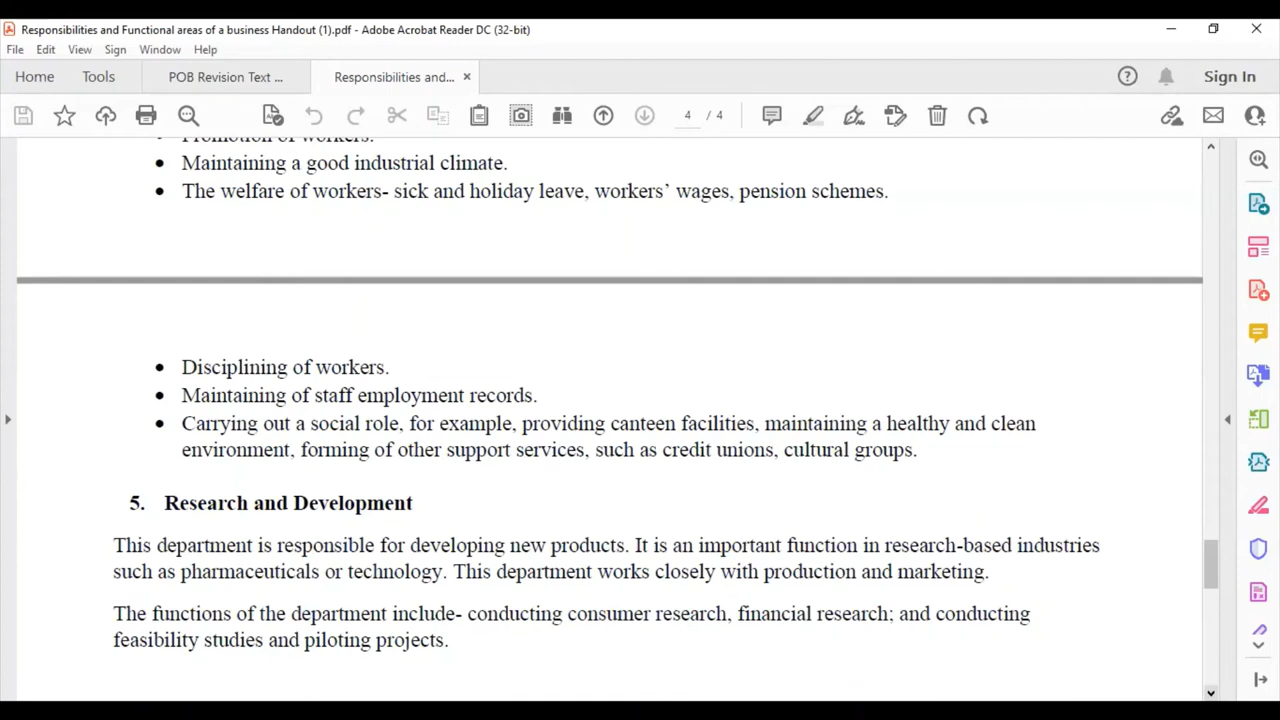 Responsibilities and Functional areas of a business Handout (1).pdf - Adobe Acrobat Reader DC (32-bit)
File Edit View Sign Window Help
Home Tools POB Revision Text ... Responsibilities and... × Sign In
4 / 4
• Promotion of workers.
• Maintaining a good industrial climate.
• The welfare of workers- sick and holiday leave, workers’ wages, pension schemes.
• Disciplining of workers.
• Maintaining of staff employment records.
• Carrying out a social role, for example, providing canteen facilities, maintaining a healthy and clean
environment, forming of other support services, such as credit unions, cultural groups.
5. Research and Development
This department is responsible for developing new products. It is an important function in research-based industries
such as pharmaceuticals or technology. This department works closely with production and marketing.
The functions of the department include- conducting consumer research, financial research; and conducting
feasibility studies and piloting projects.